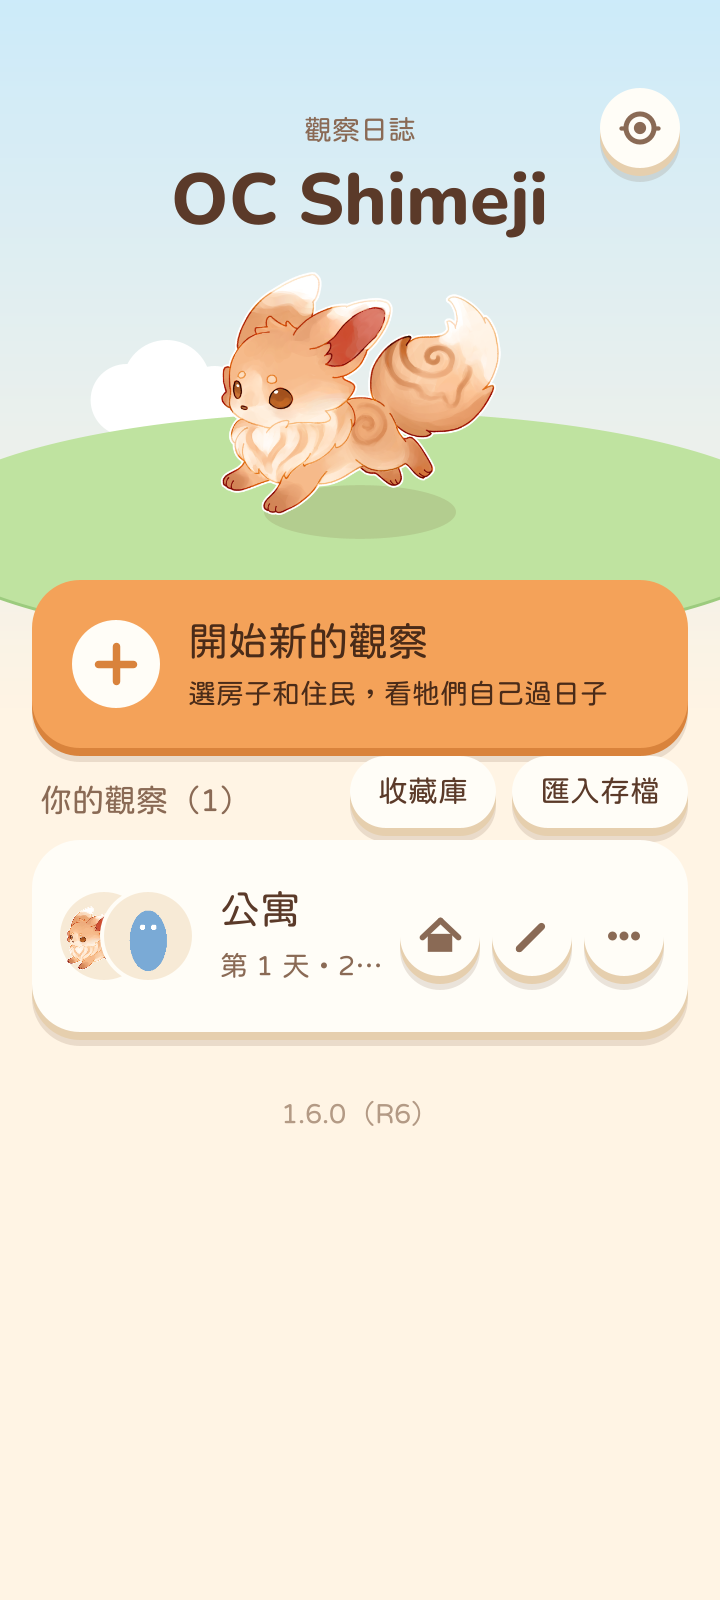 觀察日誌
OC Shimeji
開始新的觀察
選房子和住民，看牠們自己過日子
你的觀察（1）
收藏庫
匯入存檔
公寓
第 1 天・2…
1.6.0（R6）